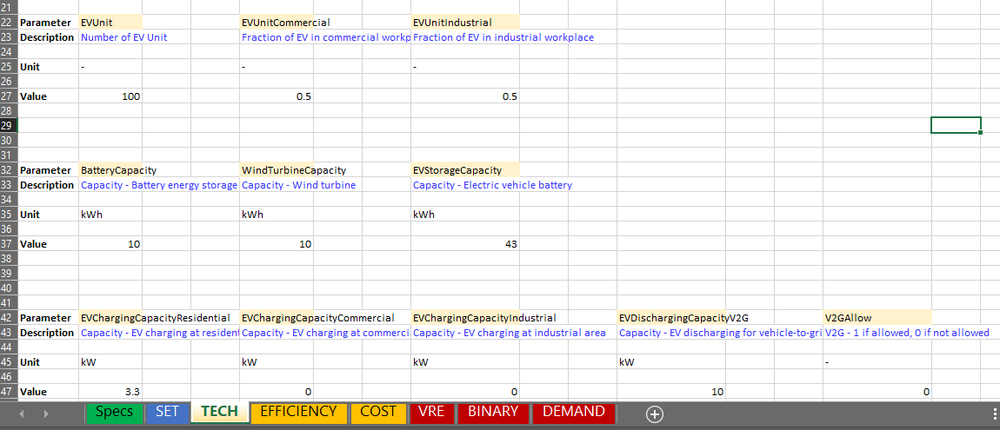 21
22 Parameter EVUnit EVUnitCommercial EVUnitIndustrial
23 Description Number of EV Unit Fraction of EV in commercial workp Fraction of EV in industrial workplace
24
25 Unit - - -
26
27 Value 100 0.5 0.5
28
29
30
31
32 Parameter BatteryCapacity WindTurbineCapacity EVStorageCapacity
33 Description Capacity - Battery energy storage Capacity - Wind turbine Capacity - Electric vehicle battery
34
35 Unit kWh kWh kWh
36
37 Value 10 10 43
38
39
40
41
42 Parameter EVChargingCapacityResidential EVChargingCapacityCommercial EVChargingCapacityIndustrial EVDischargingCapacityV2G V2GAllow
43 Description Capacity - EV charging at resident Capacity - EV charging at commerci Capacity - EV charging at industrial area Capacity - EV discharging for vehicle-to-gri V2G - 1 if allowed, 0 if not allowed
44
45 Unit kW kW kW kW -
46
47 Value 3.3 0 0 10 0
Specs SET TECH EFFICIENCY COST VRE BINARY DEMAND